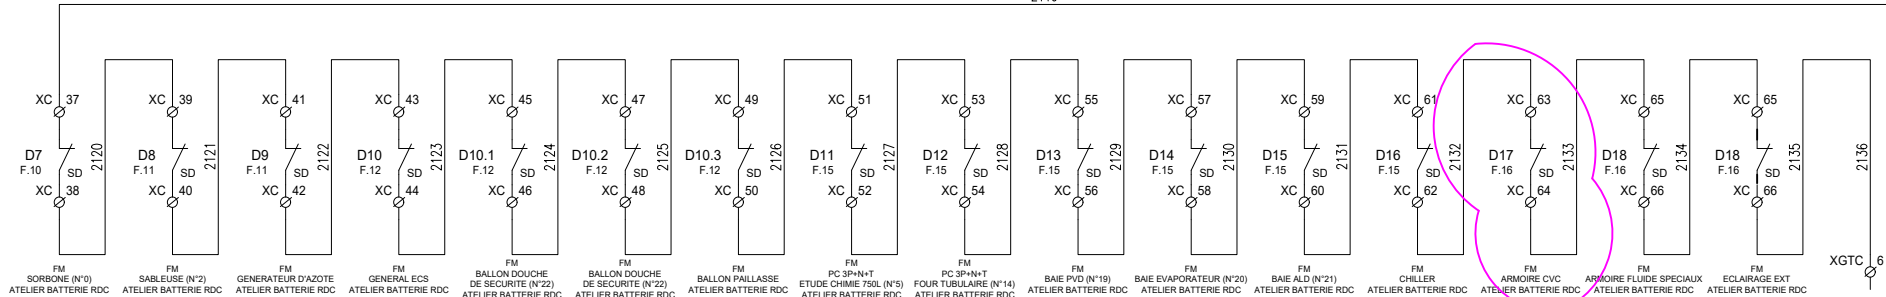 XC 37 XC 39 XC 41 XC 43 XC 45 XC 47 XC 49 XC 51 XC 53 XC 55 XC 57 XC 59 XC 61 XC 63 XC 65 XC 65
D7 2120 D8 2121 D9 2122 D10 2123 D10.1 2124 D10.2 2125 D10.3 2126 D11 2127 D12 2128 D13 2129 D14 2130 D15 2131 D16 2132 D17 2133 D18 2134 D18 2135 2136
F.10 SD F.11 SD F.11 SD F.12 SD F.12 SD F.12 SD F.12 SD F.15 SD F.15 SD F.15 SD F.15 SD F.15 SD F.15 SD F.16 SD F.16 SD F.16 SD
XC 38 XC 40 XC 42 XC 44 XC 46 XC 48 XC 50 XC 52 XC 54 XC 56 XC 58 XC 60 XC 62 XC 64 XC 66 XC 66
XGTC 6
FM
SORBONE (N°0)
ATELIER BATTERIE RDC
FM
SABLEUSE (N°2)
ATELIER BATTERIE RDC
FM
GENERATEUR D'AZOTE
ATELIER BATTERIE RDC
FM
GENERAL ECS
ATELIER BATTERIE RDC
FM
BALLON DOUCHE
DE SECURITE (N°22)
ATELIER BATTERIE RDC
FM
BALLON DOUCHE
DE SECURITE (N°22)
ATELIER BATTERIE RDC
FM
BALLON PAILLASSE
ATELIER BATTERIE RDC
FM
PC 3P+N+T
ETUDE CHIMIE 750L (N°5)
ATELIER BATTERIE RDC
FM
PC 3P+N+T
FOUR TUBULAIRE (N°14)
ATELIER BATTERIE RDC
FM
BAIE PVD (N°19)
ATELIER BATTERIE RDC
FM
BAIE EVAPORATEUR (N°20)
ATELIER BATTERIE RDC
FM
BAIE ALD (N°21)
ATELIER BATTERIE RDC
FM
CHILLER
ATELIER BATTERIE RDC
FM
ARMOIRE CVC
ATELIER BATTERIE RDC
FM
ARMOIRE FLUIDE SPECIAUX
ATELIER BATTERIE RDC
FM
ECLAIRAGE EXT
ATELIER BATTERIE RDC